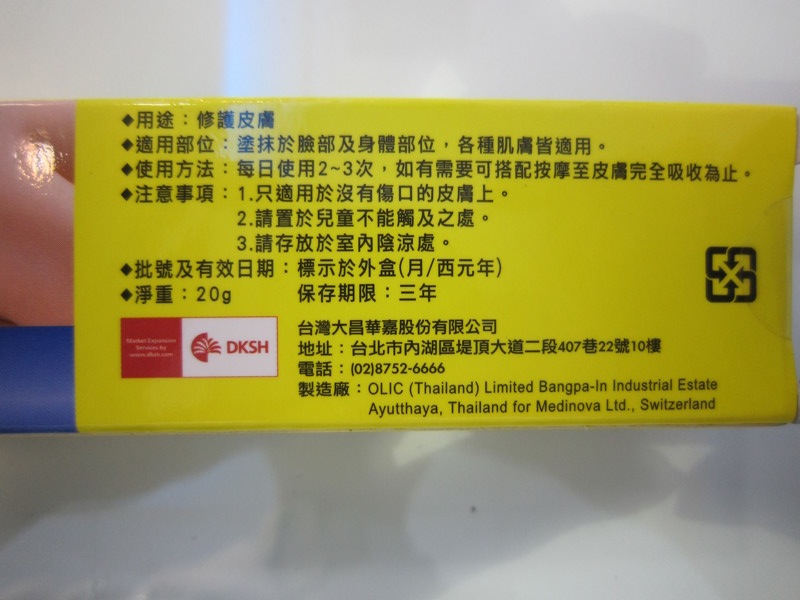 ◆用途：修護皮膚
◆適用部位：塗抹於臉部及身體部位，各種肌膚皆適用。
◆使用方法：每日使用2~3次，如有需要可搭配按摩至皮膚完全吸收為止。
◆注意事項：1.只適用於沒有傷口的皮膚上。
2.請置於兒童不能觸及之處。
3.請存放於室內陰涼處。
◆批號及有效日期：標示於外盒(月/西元年)
◆淨重：20g 保存期限：三年
Market Expansion
Services by
www.dksh.com
DKSH
台灣大昌華嘉股份有限公司
地址：台北市內湖區堤頂大道二段407巷22號10樓
電話：(02)8752-6666
製造廠：OLIC (Thailand) Limited Bangpa-In Industrial Estate
Ayutthaya, Thailand for Medinova Ltd., Switzerland